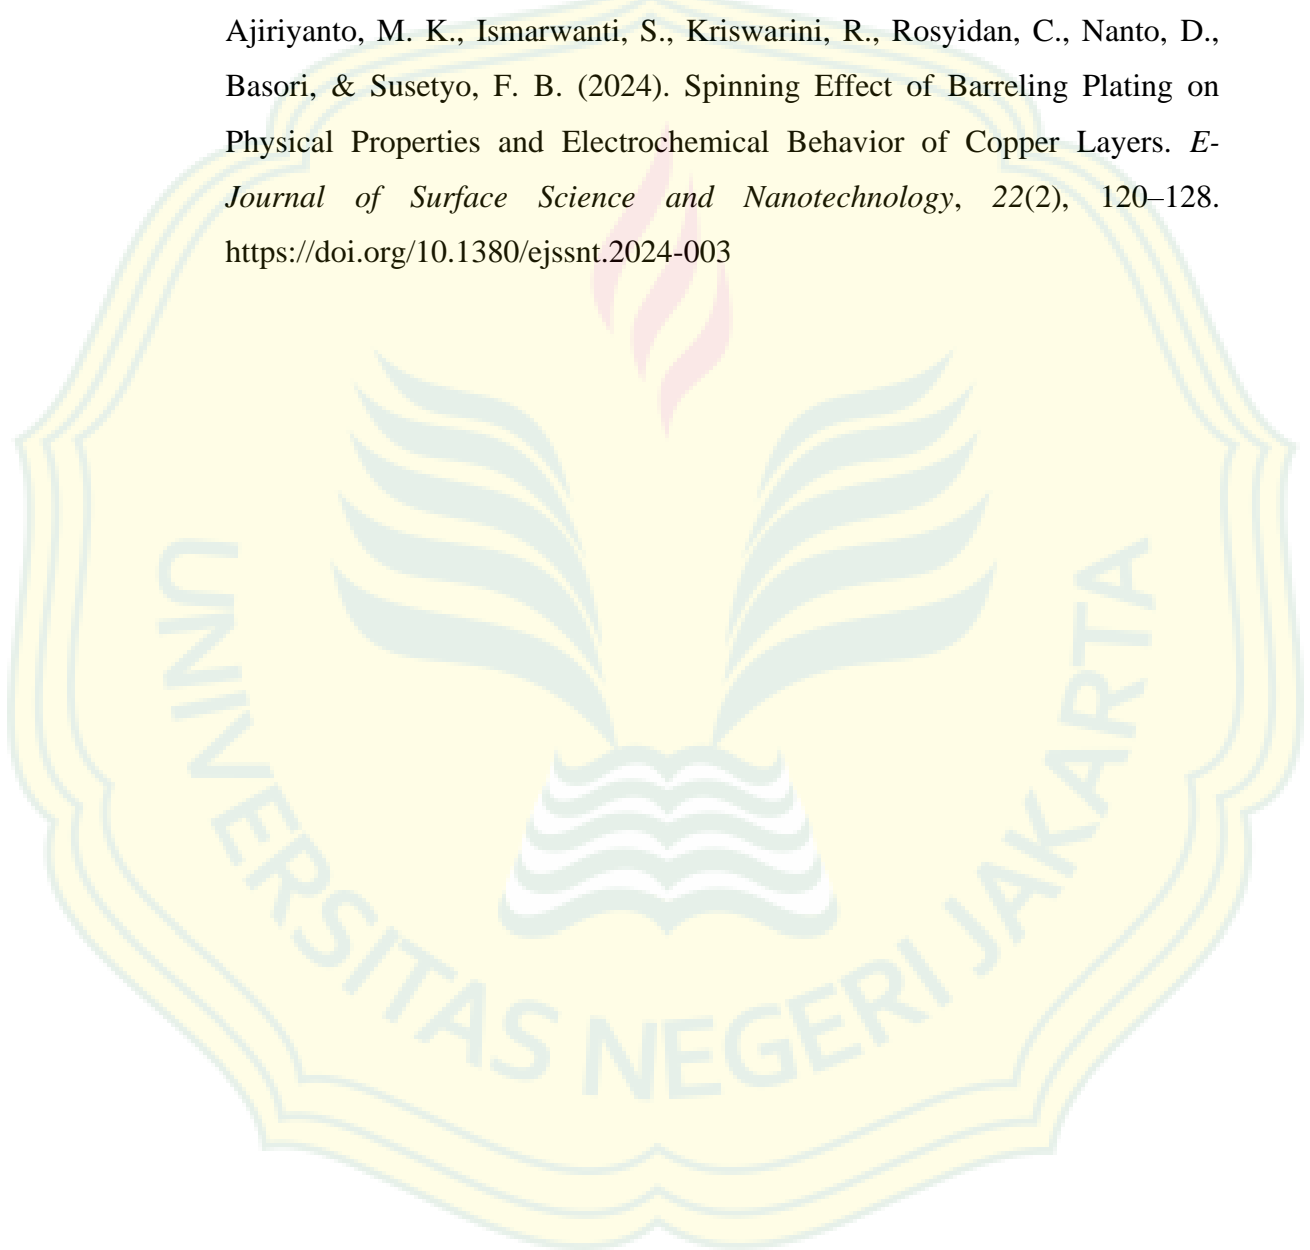 Ajiriyanto, M. K., Ismarwanti, S., Kriswarini, R., Rosyidan, C., Nanto, D.,
Basori, & Susetyo, F. B. (2024). Spinning Effect of Barreling Plating on
Physical Properties and Electrochemical Behavior of Copper Layers. E-
Journal of Surface Science and Nanotechnology, 22(2), 120–128.
https://doi.org/10.1380/ejssnt.2024-003
UNIVERSITAS NEGERI JAKARTA